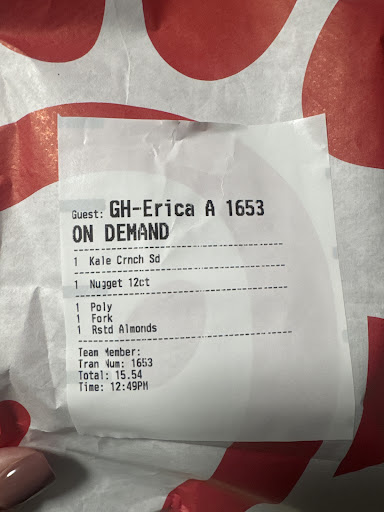 Guest: GH-Erica A 1653
ON DEMAND
1 Kale Crnch Sd
1 Nugget 12ct
1 Poly
1 Fork
1 Rstd Almonds
Team Member:
Tran Num: 1653
Total: 15.54
Time: 12:49PM